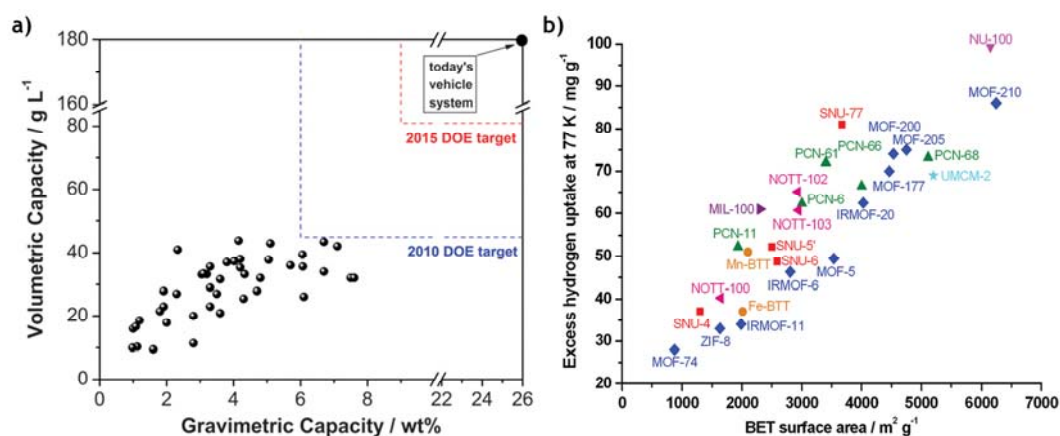 a)
Volumetric Capacity / g L-1
180
160
80
60
40
20
0
today's
vehicle
system
2015 DOE target
2010 DOE target
0 2 4 6 8 10 22 24 26
Gravimetric Capacity / wt%
b)
Excess hydrogen uptake at 77 K / mg g-1
100
90
80
70
60
50
40
30
20
NU-100
MOF-210
SNU-77
MOF-200
MOF-205
PCN-66
PCN-61
PCN-68
UMCM-2
MOF-177
NOTT-102
PCN-6
IRMOF-20
MIL-100
NOTT-103
PCN-11
SNU-5'
SNU-6
MOF-5
Mn-BTT
IRMOF-6
NOTT-100
Fe-BTT
SNU-4
IRMOF-11
ZIF-8
MOF-74
0 1000 2000 3000 4000 5000 6000 7000
BET surface area / m2 g-1